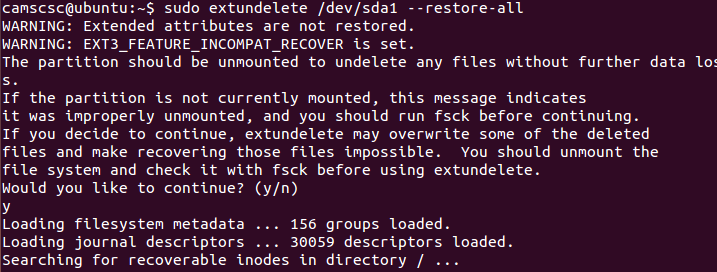 camscsc@ubuntu:~$ sudo extundelete /dev/sda1 --restore-all
WARNING: Extended attributes are not restored.
WARNING: EXT3_FEATURE_INCOMPAT_RECOVER is set.
The partition should be unmounted to undelete any files without further data los
s.
If the partition is not currently mounted, this message indicates
it was improperly unmounted, and you should run fsck before continuing.
If you decide to continue, extundelete may overwrite some of the deleted
files and make recovering those files impossible.  You should unmount the
file system and check it with fsck before using extundelete.
Would you like to continue? (y/n)
y
Loading filesystem metadata ... 156 groups loaded.
Loading journal descriptors ... 30059 descriptors loaded.
Searching for recoverable inodes in directory / ...